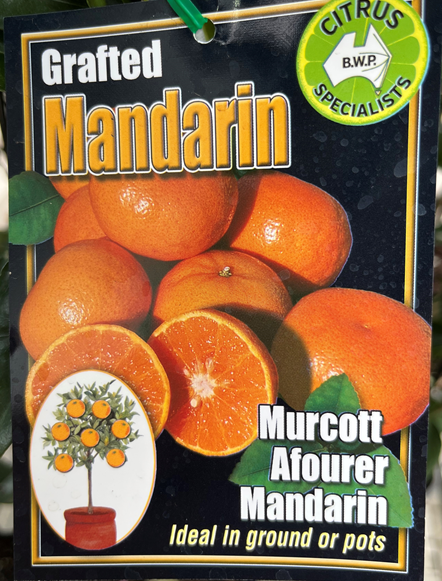 Grafted
Mandarin
CITRUS
B.W.P.
SPECIALISTS
Murcott
Afourer
Mandarin
Ideal in ground or pots